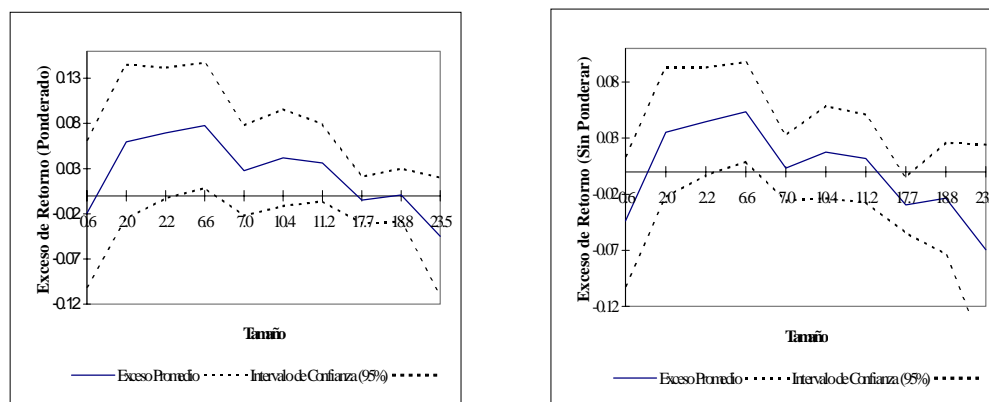 Exceso de Retorno (Ponderado)
0.13
0.08
0.03
-0.02
-0.07
-0.12
0.6 2.0 2.2 6.6 7.0 10.4 11.2 17.7 18.8 23.5
Tamaño
Exceso Promedio Intervalo de Confianza (95%)
Exceso de Retorno (Sin Ponderar)
0.08
0.03
-0.02
-0.07
-0.12
0.6 2.0 2.2 6.6 7.0 10.4 11.2 17.7 18.8 23.5
Tamaño
Exceso Promedio Intervalo de Confianza (95%)